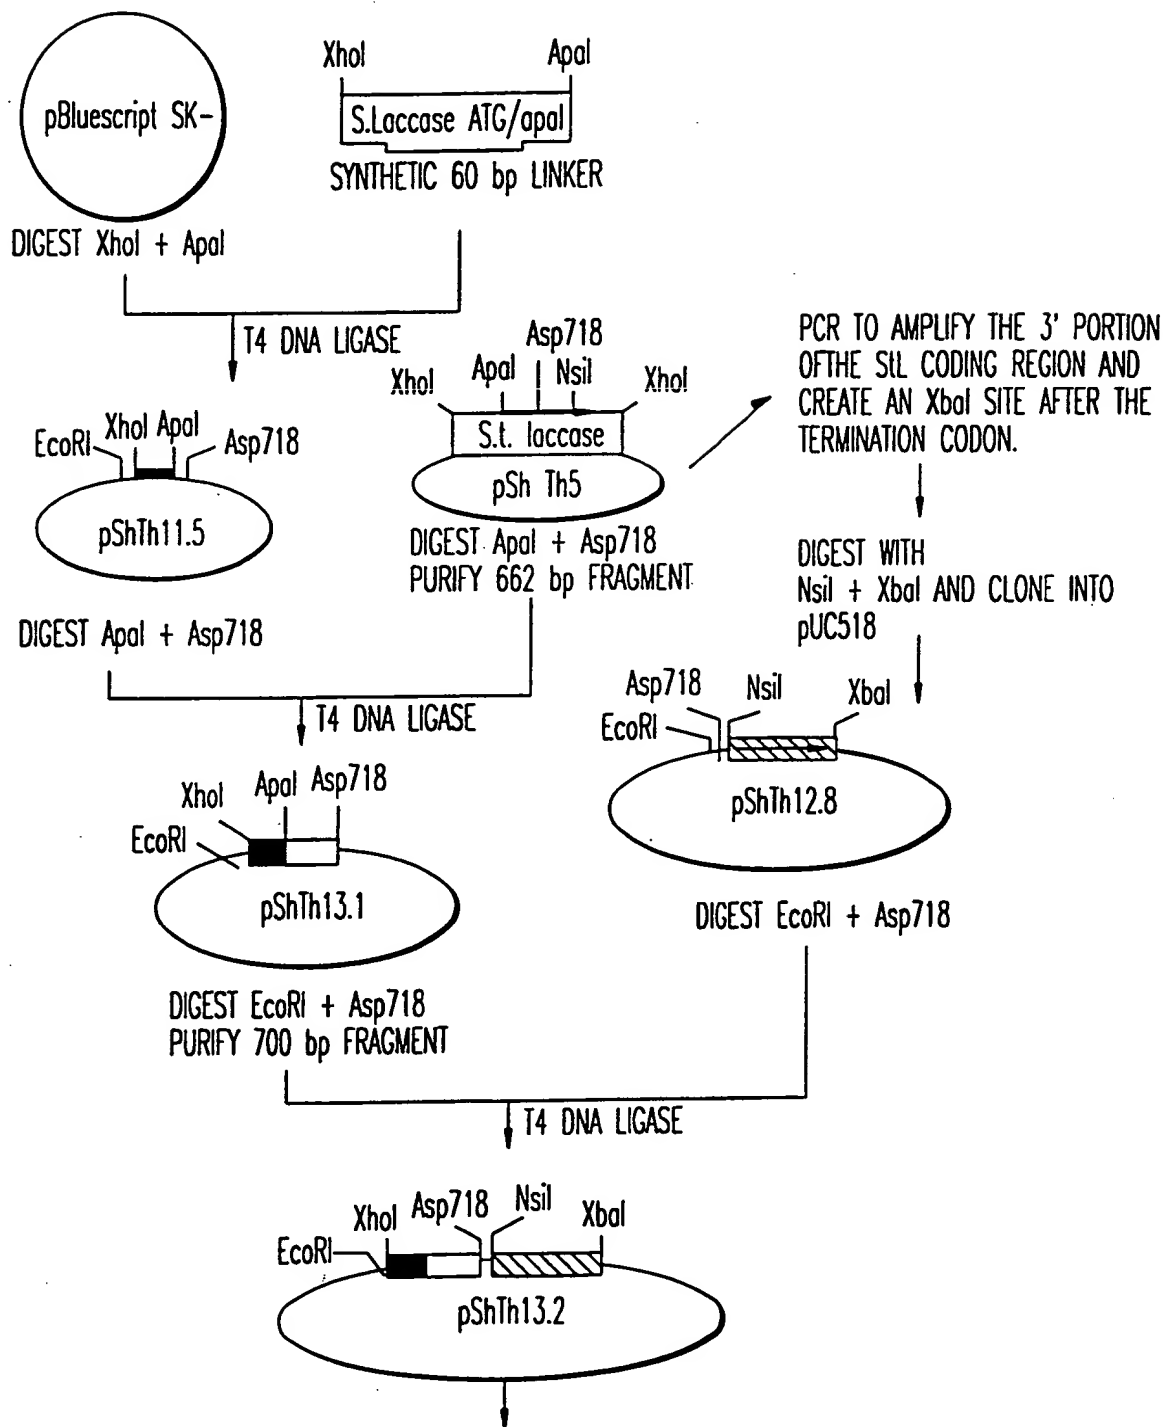 pBluescript SK-
XhoI
ApaI
S.Laccase ATG/apaI
SYNTHETIC 60 bp LINKER
DIGEST XhoI + ApaI
T4 DNA LIGASE
EcoRI
XhoI
ApaI
Asp718
pShTh11.5
DIGEST ApaI + Asp718
XhoI
ApaI
Asp718
NsiI
XhoI
S.t. laccase
pSh Th5
DIGEST ApaI + Asp718
PURIFY 662 bp FRAGMENT
PCR TO AMPLIFY THE 3' PORTION
OFTHE StL CODING REGION AND
CREATE AN XbaI SITE AFTER THE
TERMINATION CODON.
DIGEST WITH
NsiI + XbaI AND CLONE INTO
pUC518
T4 DNA LIGASE
XhoI
ApaI
Asp718
EcoRI
pShTh13.1
DIGEST EcoRI + Asp718
PURIFY 700 bp FRAGMENT
Asp718
NsiI
XbaI
EcoRI
pShTh12.8
DIGEST EcoRI + Asp718
T4 DNA LIGASE
XhoI
Asp718
NsiI
XbaI
EcoRI
pShTh13.2